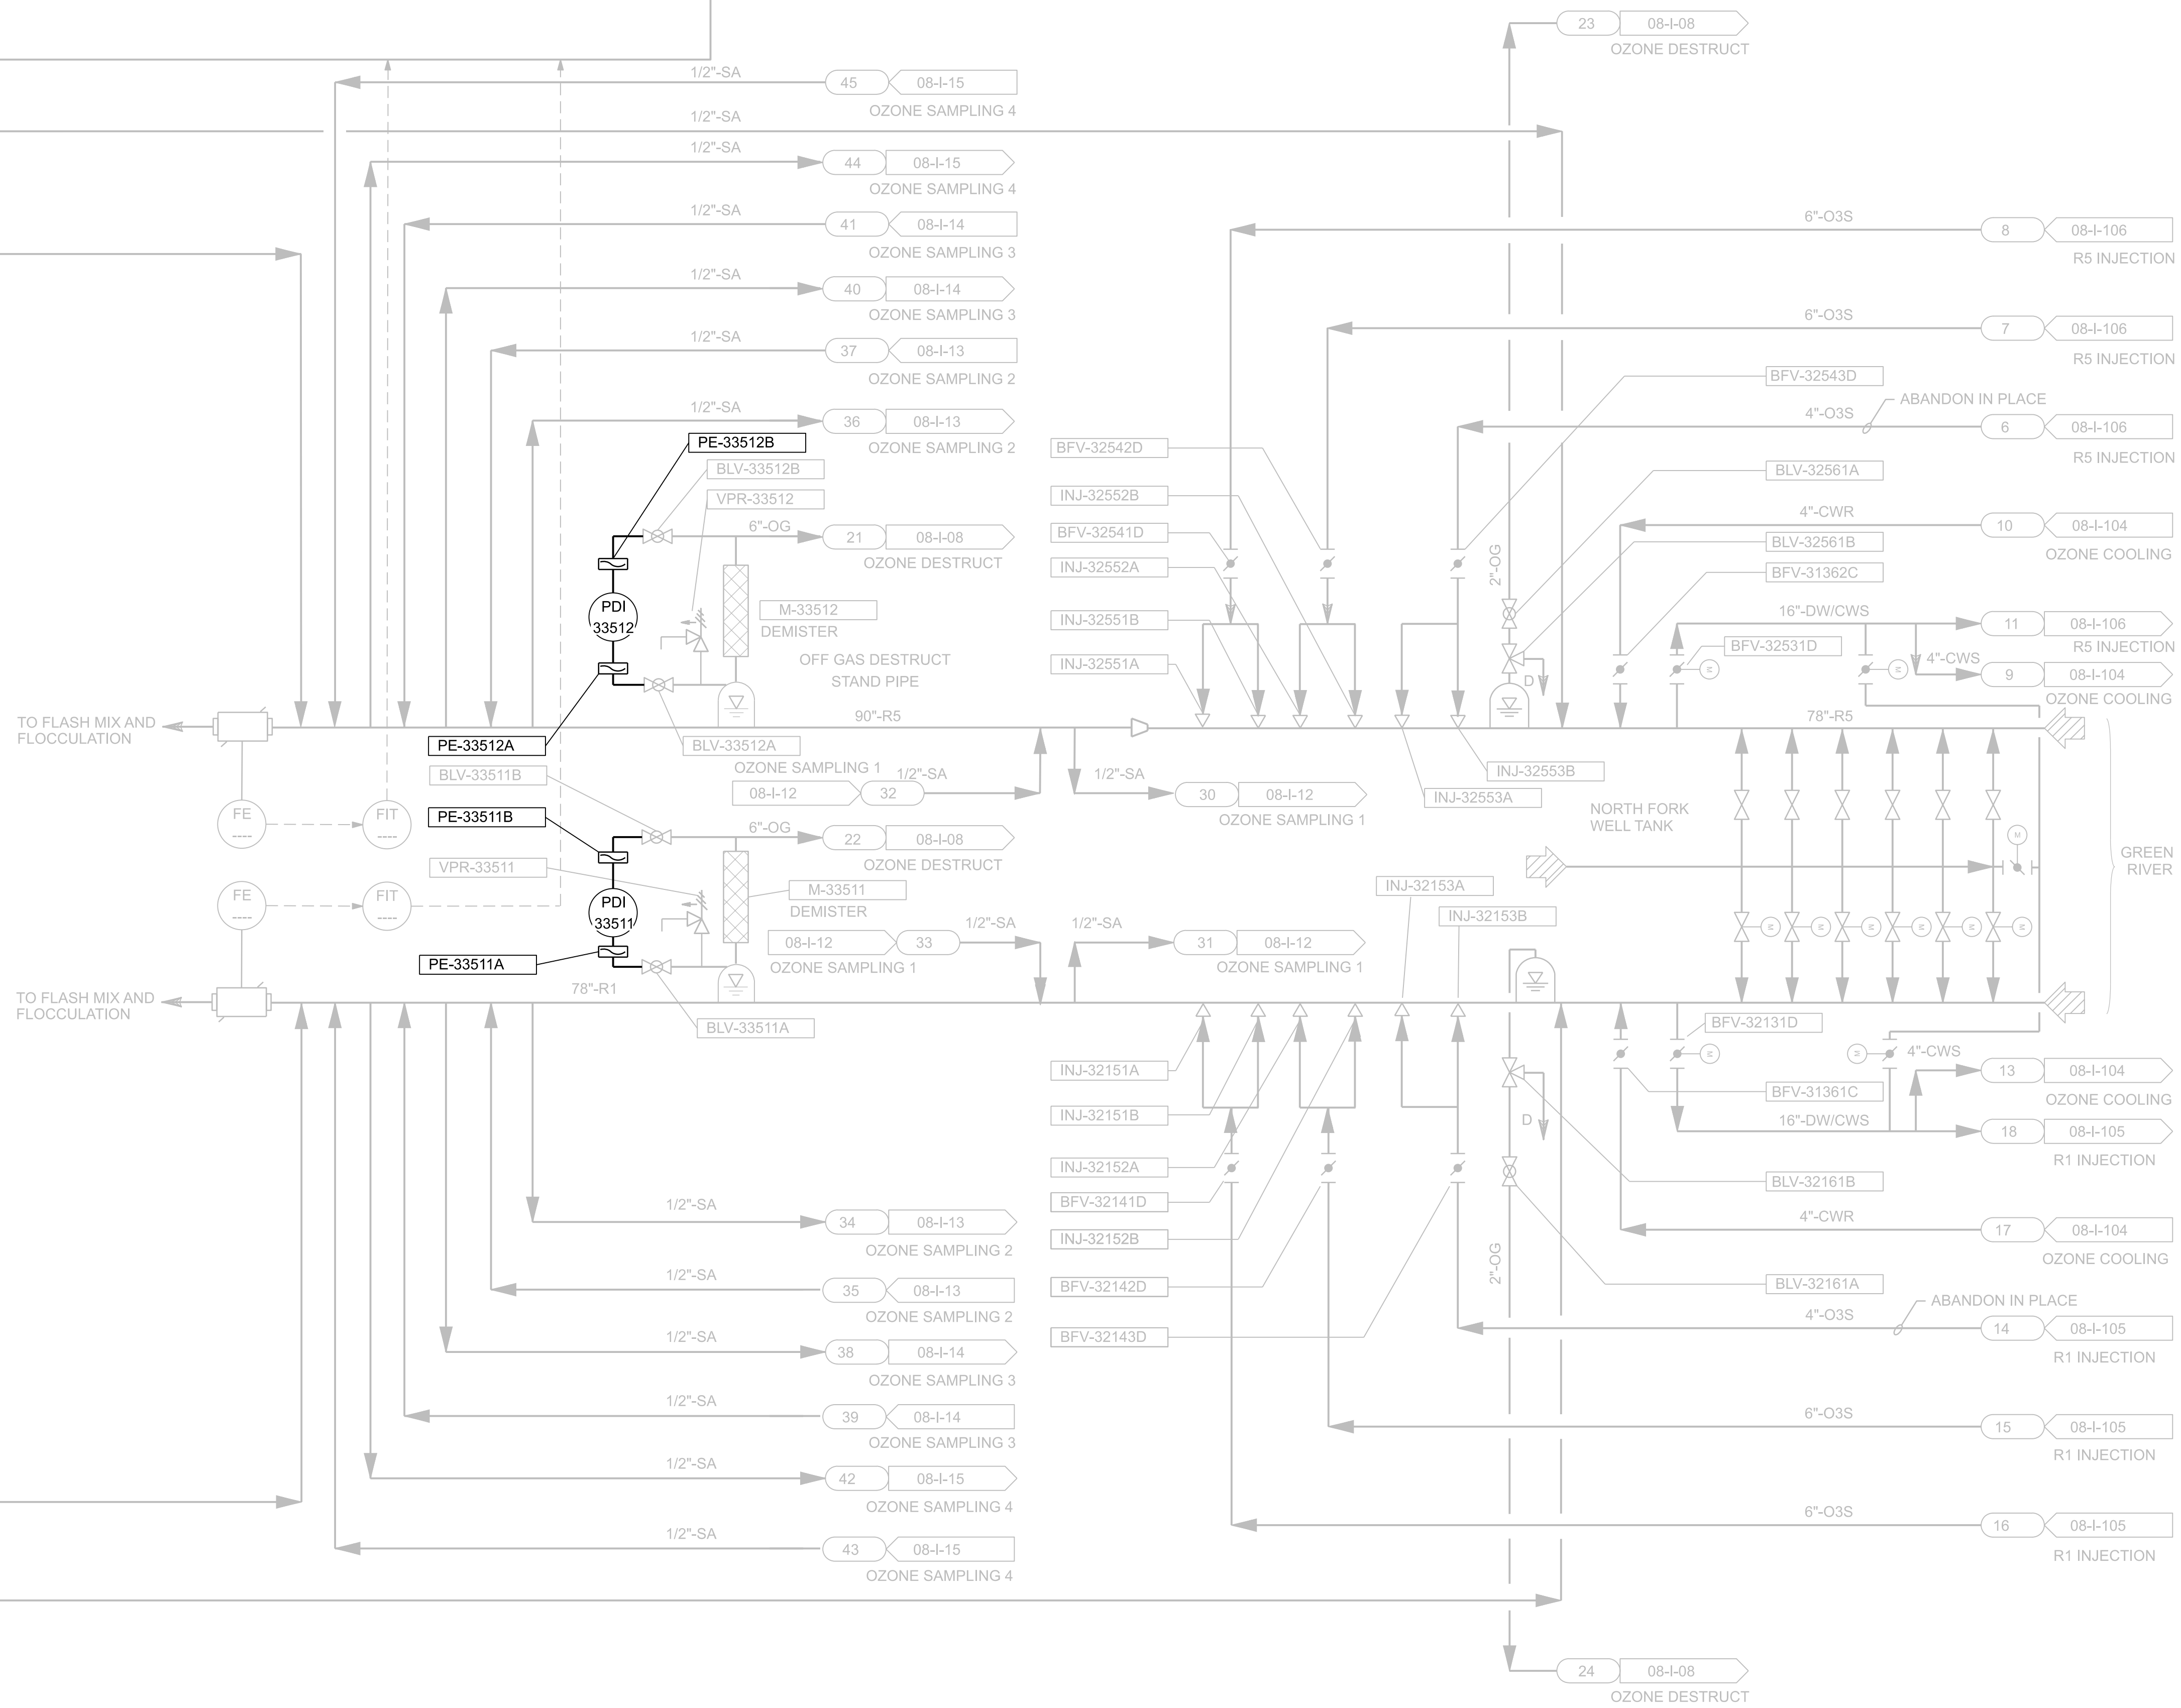 23 08-I-08
OZONE DESTRUCT
1/2"-SA 45 08-I-15
OZONE SAMPLING 4
1/2"-SA
1/2"-SA 44 08-I-15
OZONE SAMPLING 4
1/2"-SA 41 08-I-14
OZONE SAMPLING 3
1/2"-SA 40 08-I-14
OZONE SAMPLING 3
1/2"-SA 37 08-I-13
OZONE SAMPLING 2
1/2"-SA 36 08-I-13
OZONE SAMPLING 2
6"-O3S 8 08-I-106
R5 INJECTION
6"-O3S 7 08-I-106
R5 INJECTION
BFV-32543D
ABANDON IN PLACE
4"-O3S 6 08-I-106
R5 INJECTION
PE-33512B
BLV-33512B
VPR-33512
6"-OG 21 08-I-08
OZONE DESTRUCT
PDI
33512
M-33512
DEMISTER
OFF GAS DESTRUCT
STAND PIPE
BFV-32542D
INJ-32552B
BFV-32541D
INJ-32552A
INJ-32551B
INJ-32551A
2"-OG
BLV-32561A
4"-CWR 10 08-I-104
OZONE COOLING
BLV-32561B
BFV-31362C
16"-DW/CWS 11 08-I-106
R5 INJECTION
BFV-32531D
M
M
4"-CWS 9 08-I-104
OZONE COOLING
D
TO FLASH MIX AND
FLOCCULATION
90"-R5
78"-R5
PE-33512A
BLV-33512A
BLV-33511B
OZONE SAMPLING 1
08-I-12 32 1/2"-SA
1/2"-SA 30 08-I-12
OZONE SAMPLING 1
INJ-32553B
INJ-32553A
NORTH FORK
WELL TANK
FE
----
FIT
----
PE-33511B
6"-OG 22 08-I-08
OZONE DESTRUCT
VPR-33511
M
GREEN
RIVER
FE
----
FIT
----
PDI
33511
M-33511
DEMISTER
INJ-32153A
INJ-32153B
M
M
M
M
M
M
PE-33511A
08-I-12 33 1/2"-SA
OZONE SAMPLING 1
1/2"-SA 31 08-I-12
OZONE SAMPLING 1
78"-R1
TO FLASH MIX AND
FLOCCULATION
BLV-33511A
BFV-32131D
M
M
4"-CWS 13 08-I-104
OZONE COOLING
INJ-32151A
BFV-31361C
INJ-32151B
D
16"-DW/CWS 18 08-I-105
R1 INJECTION
INJ-32152A
BLV-32161B
BFV-32141D
1/2"-SA 34 08-I-13
OZONE SAMPLING 2
INJ-32152B
4"-CWR 17 08-I-104
OZONE COOLING
2"-OG
BFV-32142D
BLV-32161A
1/2"-SA 35 08-I-13
OZONE SAMPLING 2
ABANDON IN PLACE
BFV-32143D
4"-O3S 14 08-I-105
R1 INJECTION
1/2"-SA 38 08-I-14
OZONE SAMPLING 3
1/2"-SA 39 08-I-14
OZONE SAMPLING 3
6"-O3S 15 08-I-105
R1 INJECTION
1/2"-SA 42 08-I-15
OZONE SAMPLING 4
6"-O3S 16 08-I-105
R1 INJECTION
1/2"-SA 43 08-I-15
OZONE SAMPLING 4
24 08-I-08
OZONE DESTRUCT